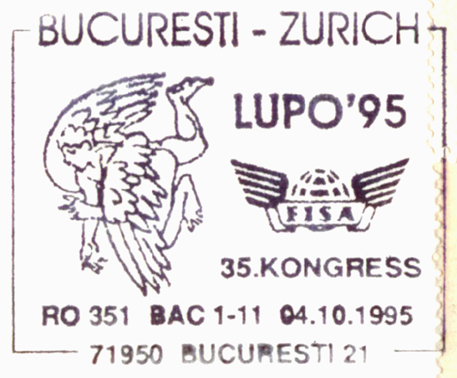 BUCURESTI - ZURICH
LUPO'95
FISA
35.KONGRESS
RO 351 BAC 1-11 04.10.1995
71950 BUCURESTI 21